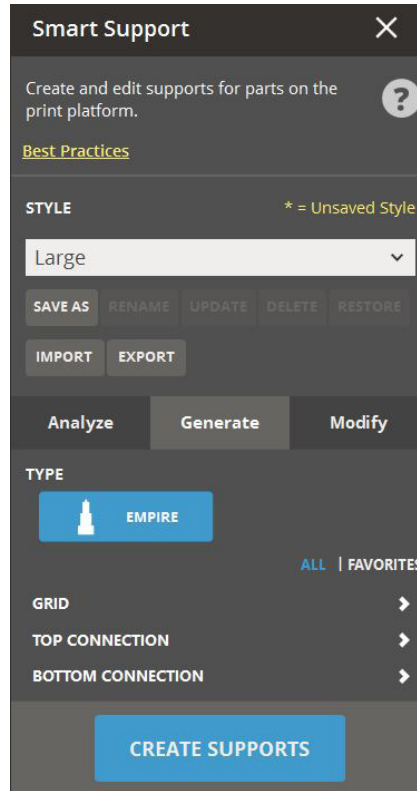 Smart Support
Create and edit supports for parts on the
print platform.
Best Practices
STYLE * = Unsaved Style
Large
SAVE AS RENAME UPDATE DELETE RESTORE
IMPORT EXPORT
Analyze Generate Modify
TYPE
EMPIRE
ALL | FAVORITES
GRID
TOP CONNECTION
BOTTOM CONNECTION
CREATE SUPPORTS